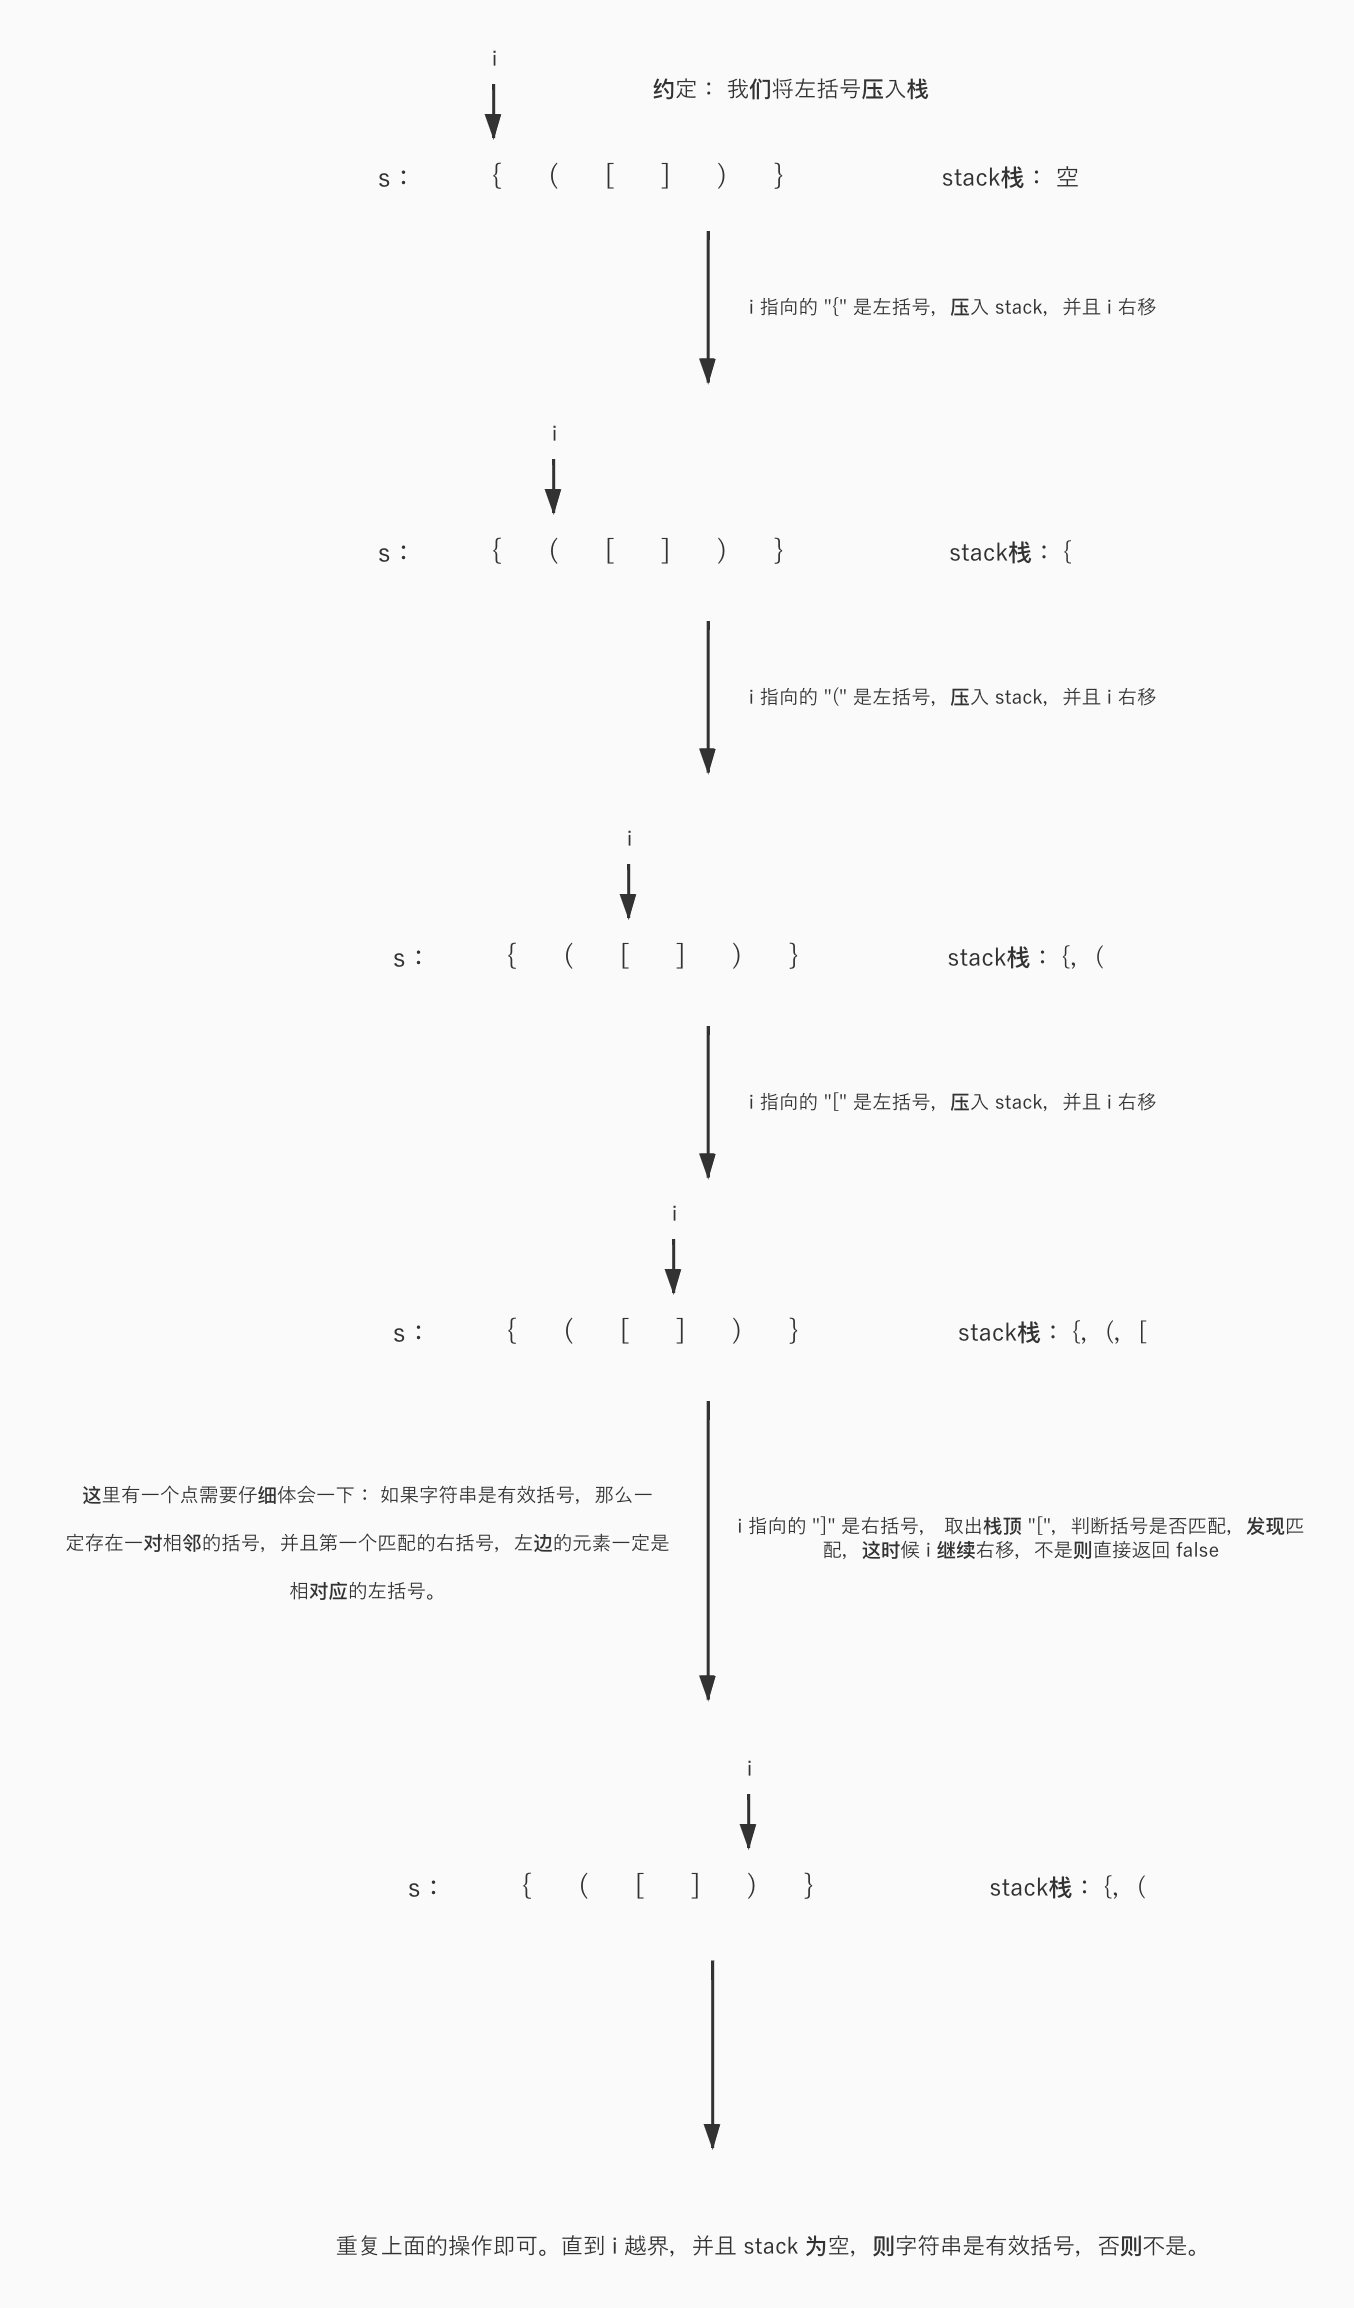 i
约定： 我们将左括号压入栈
s： { ( [ ] ) } stack栈： 空
i 指向的 "{" 是左括号，压入 stack，并且 i 右移
i
s： { ( [ ] ) } stack栈： {
i 指向的 "(" 是左括号，压入 stack，并且 i 右移
i
s： { ( [ ] ) } stack栈： {, (
i 指向的 "[" 是左括号，压入 stack，并且 i 右移
i
s： { ( [ ] ) } stack栈： {, (, [
这里有一个点需要仔细体会一下： 如果字符串是有效括号，那么一
定存在一对相邻的括号，并且第一个匹配的右括号，左边的元素一定是
相对应的左括号。
i 指向的 "]" 是右括号， 取出栈顶 "["，判断括号是否匹配，发现匹
配，这时候 i 继续右移，不是则直接返回 false
i
s： { ( [ ] ) } stack栈： {, (
重复上面的操作即可。直到 i 越界，并且 stack 为空，则字符串是有效括号，否则不是。